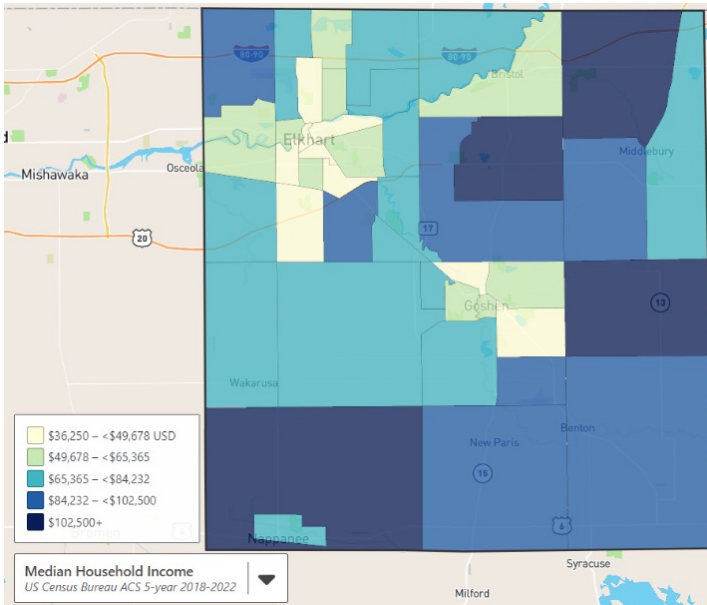 80-90
80-90
Bristol
d
Elkhart
Osceola
Mishawaka
Middlebury
20
17
13
Goshen
Wakarusa
$36,250 – <$49,678 USD
$49,678 – <$65,365
$65,365 – <$84,232
$84,232 – <$102,500
$102,500+
Benton
New Paris
15
6
6
Bremen
Nappanee
Median Household Income
US Census Bureau ACS 5-year 2018-2022
Syracuse
Milford